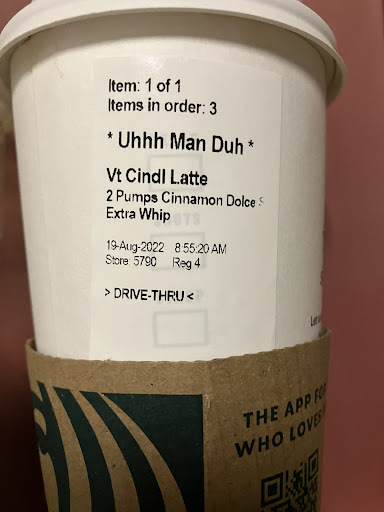 Item: 1 of 1
Items in order: 3
* Uhhh Man Duh *
Vt Cindl Latte
2 Pumps Cinnamon Dolce S
Extra Whip
19-Aug-2022 8:55:20 AM
Store: 5790 Reg 4
> DRIVE-THRU <
THE APP FO
WHO LOVES